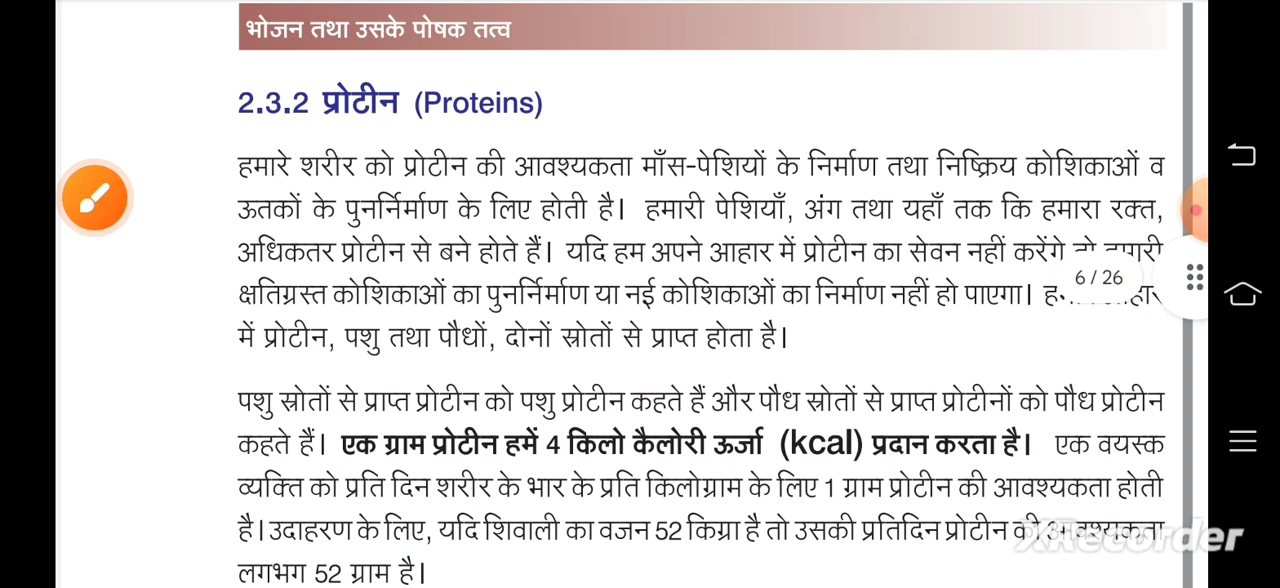 भोजन तथा उसके पोषक तत्व
2.3.2 प्रोटीन (Proteins)
हमारे शरीर को प्रोटीन की आवश्यकता माँस-पेशियों के निर्माण तथा निष्क्रिय कोशिकाओं व
ऊतकों के पुनर्निर्माण के लिए होती है। हमारी पेशियाँ, अंग तथा यहाँ तक कि हमारा रक्त,
अधिकतर प्रोटीन से बने होते हैं। यदि हम अपने आहार में प्रोटीन का सेवन नहीं करेंगे
6 / 26
क्षतिग्रस्त कोशिकाओं का पुनर्निर्माण या नई कोशिकाओं का निर्माण नहीं हो पाएगा।
में प्रोटीन, पशु तथा पौधों, दोनों स्रोतों से प्राप्त होता है।
पशु स्रोतों से प्राप्त प्रोटीन को पशु प्रोटीन कहते हैं और पौध स्रोतों से प्राप्त प्रोटीनों को पौध प्रोटीन
कहते हैं। एक ग्राम प्रोटीन हमें 4 किलो कैलोरी ऊर्जा (kcal) प्रदान करता है। एक वयस्क
व्यक्ति को प्रति दिन शरीर के भार के प्रति किलोग्राम के लिए 1 ग्राम प्रोटीन की आवश्यकता होती
है। उदाहरण के लिए, यदि शिवाली का वजन 52 किग्रा है तो उसकी प्रतिदिन प्रोटीन की आवश्यकता
XRecorder
लगभग 52 ग्राम है।